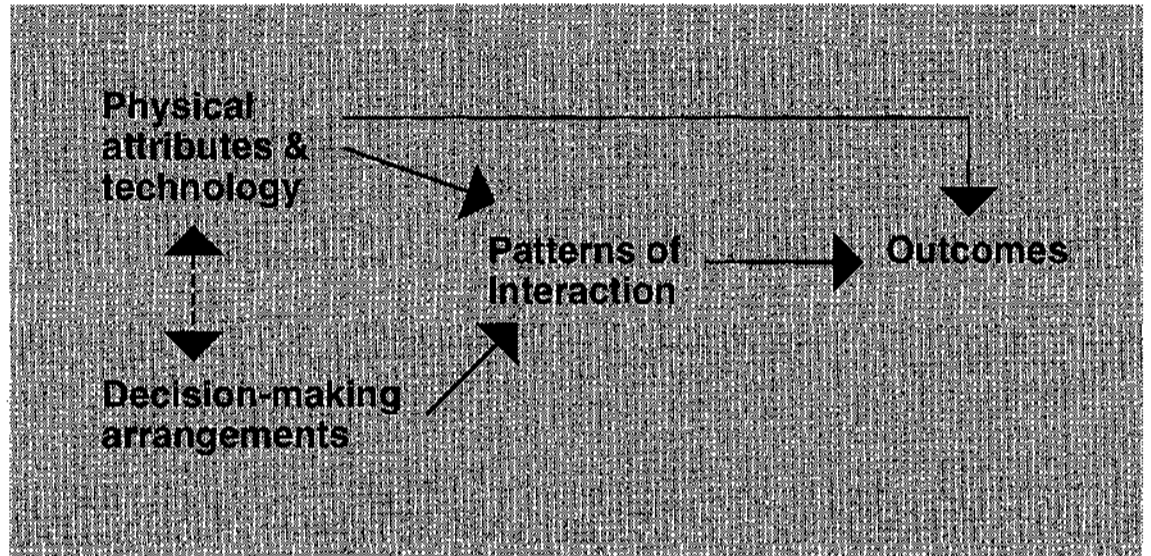 Physical
attributes &
technology
Patterns of
Interaction
Outcomes
Decision-making
arrangements